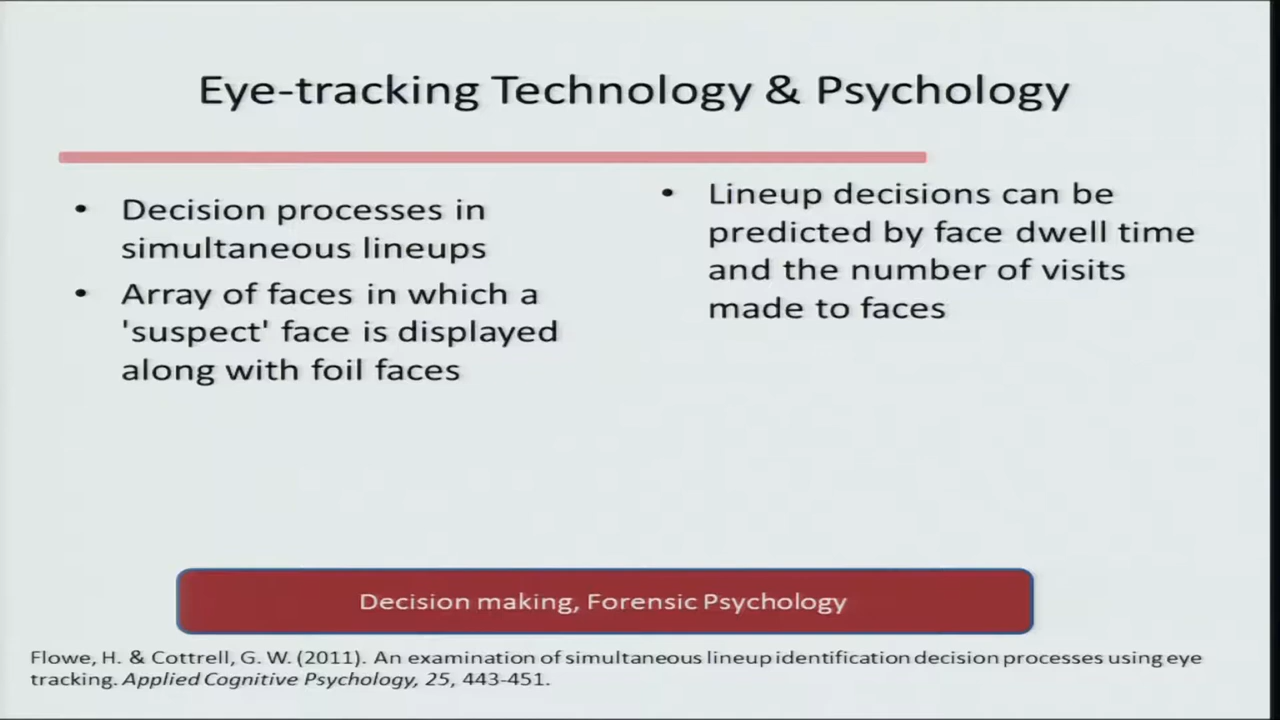 Eye-tracking Technology & Psychology
• Decision processes in
simultaneous lineups
• Array of faces in which a
'suspect' face is displayed
along with foil faces
• Lineup decisions can be
predicted by face dwell time
and the number of visits
made to faces
Decision making, Forensic Psychology
Flowe, H. & Cottrell, G. W. (2011). An examination of simultaneous lineup identification decision processes using eye
tracking. Applied Cognitive Psychology, 25, 443-451.